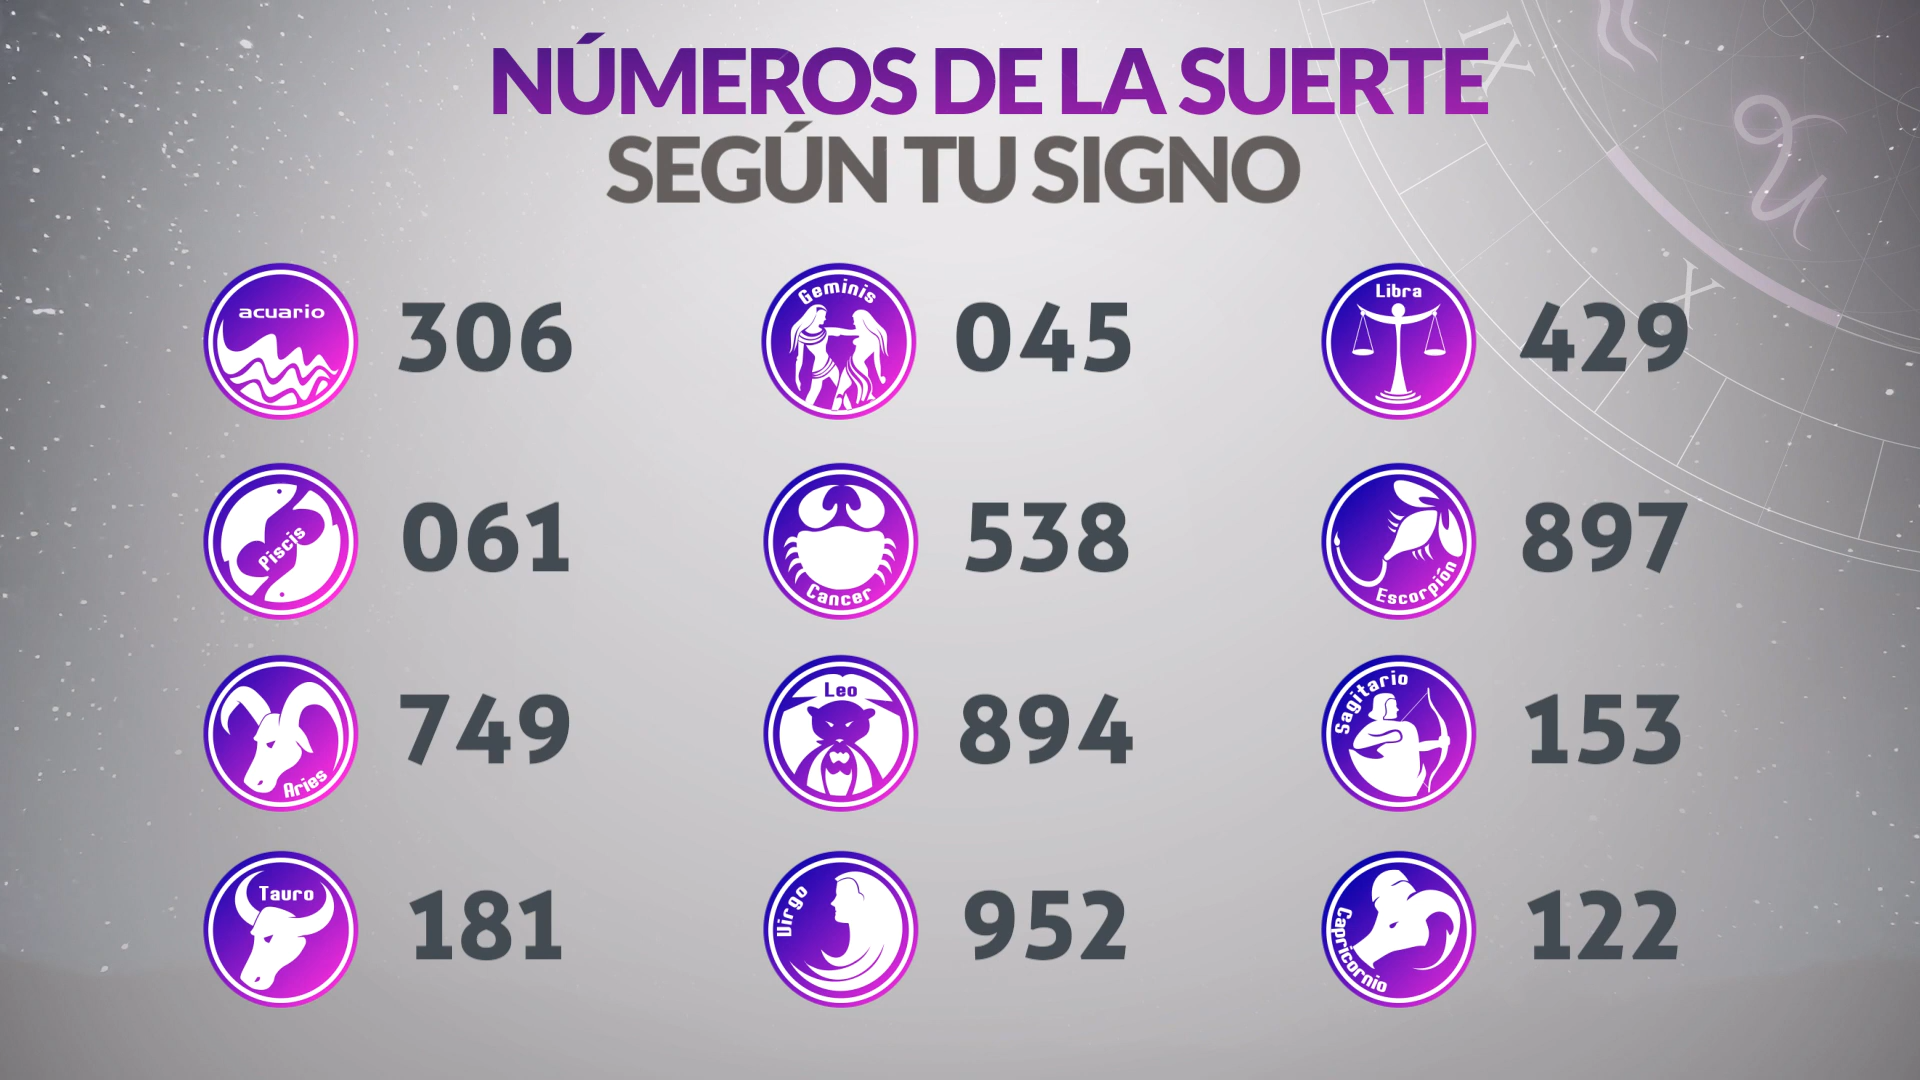 NÚMEROS DE LA SUERTE
SEGÚN TU SIGNO
acuario 306
Geminis 045
Libra 429
Piscis 061
Cancer 538
Escorpión 897
Aries 749
Leo 894
Sagitario 153
Tauro 181
Virgo 952
Capricornio 122
IX
X